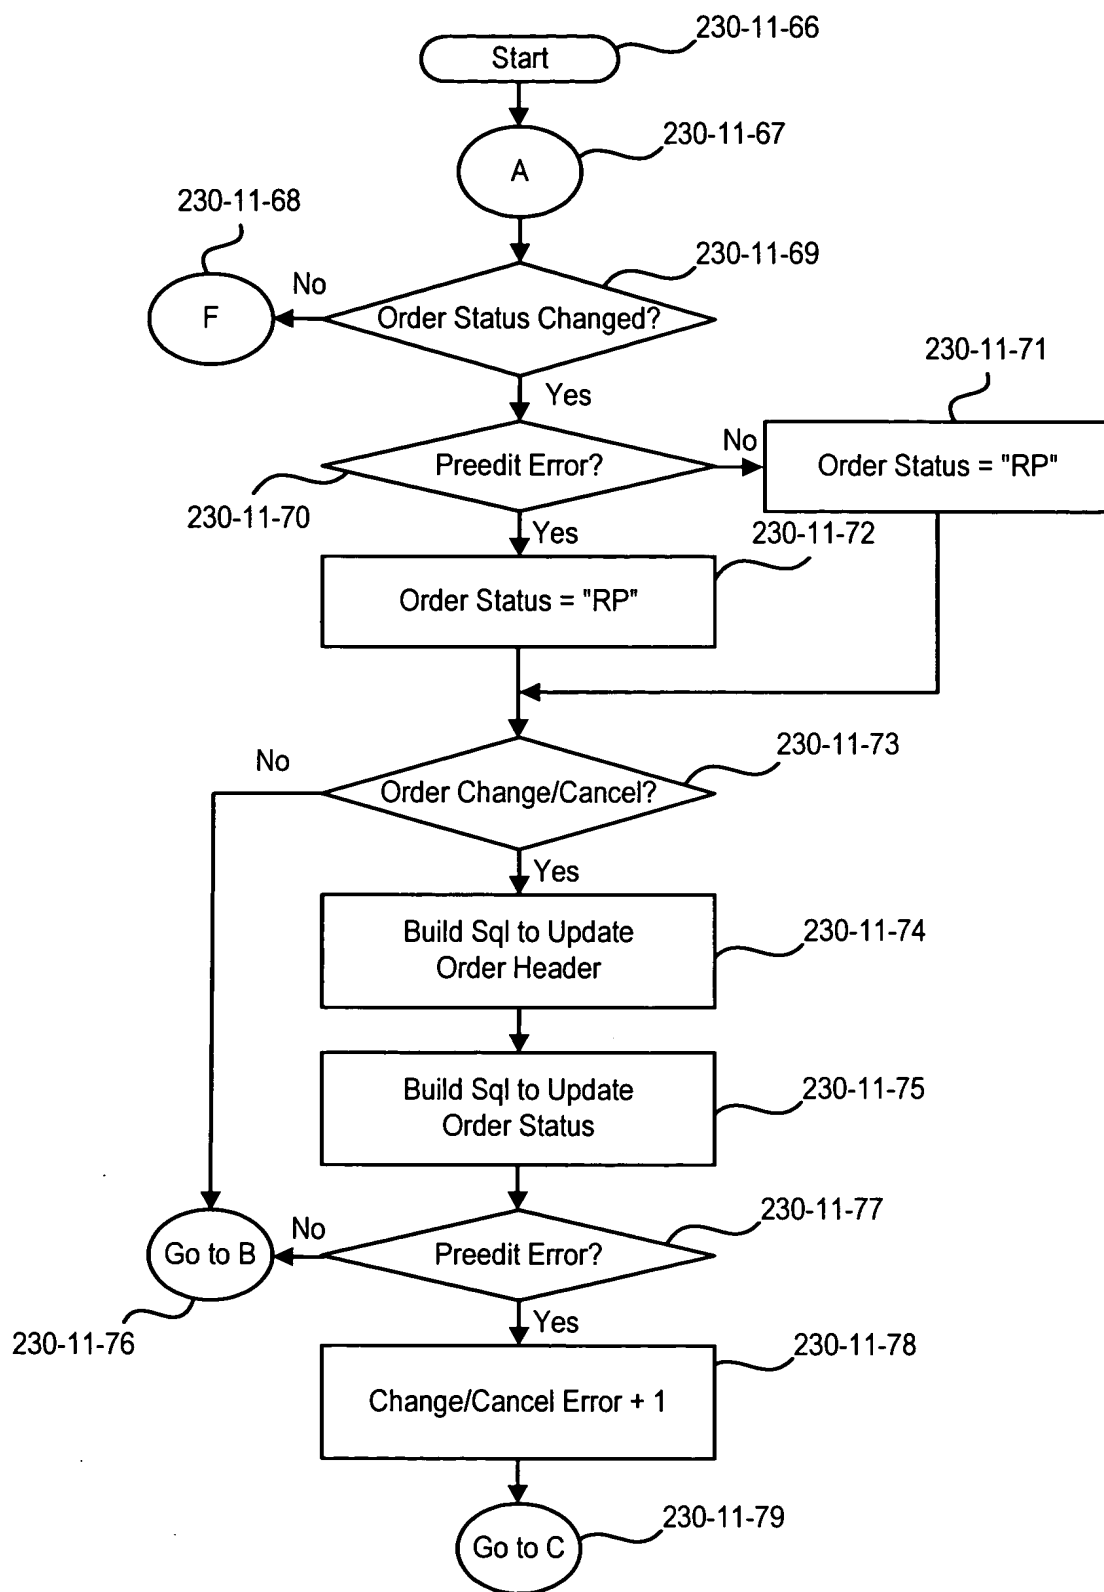 230-11-66
Start
230-11-67
A
230-11-68
230-11-69
No
F
Order Status Changed?
230-11-71
Yes
No
Preedit Error?
Order Status = "RP"
230-11-70
Yes
230-11-72
Order Status = "RP"
230-11-73
No
Order Change/Cancel?
Yes
Build Sql to Update
Order Header
230-11-74
Build Sql to Update
Order Status
230-11-75
230-11-77
No
Go to B
Preedit Error?
Yes
230-11-76
230-11-78
Change/Cancel Error + 1
230-11-79
Go to C